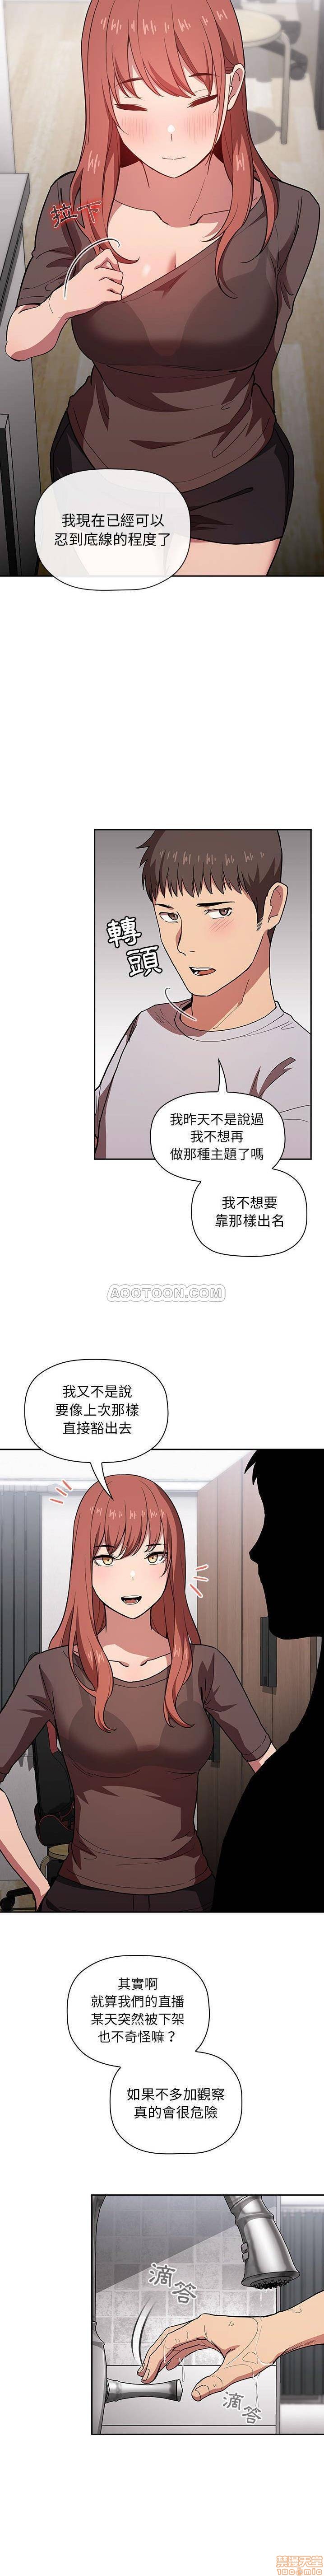 拉下
我現在已經可以
忍到底線的程度了
轉頭
我昨天不是說過
我不想再
做那種主題了嗎
我不想要
靠那樣出名
AOOTOON.COM
我又不是說
要像上次那樣
直接豁出去
其實啊
就算我們的直播
某天突然被下架
也不奇怪嘛？
如果不多加觀察
真的會很危險
滴答
滴答